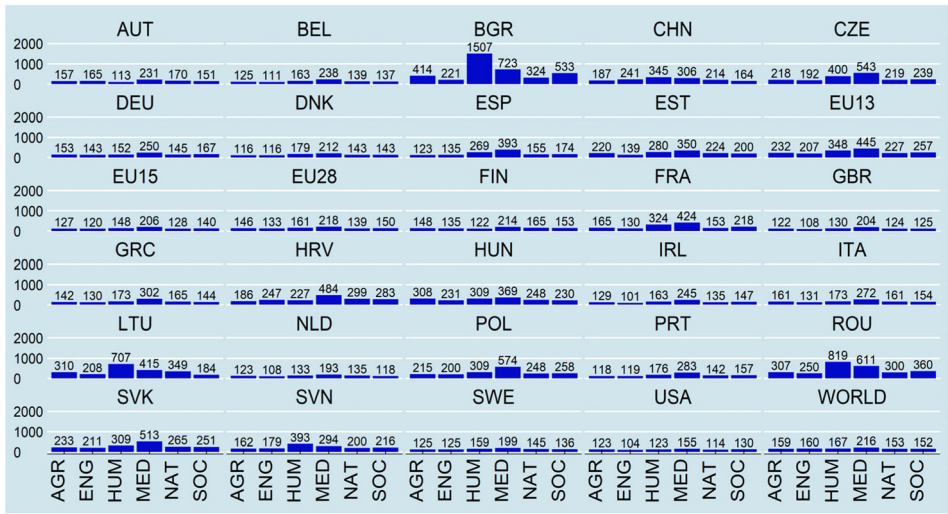 AUT BEL BGR CHN CZE
2000
1000
0
157 165 113 231 170 151 125 111 163 238 139 137 414 221 1507 723 324 533 187 241 345 306 214 164 218 192 400 543 219 239
DEU DNK ESP EST EU13
2000
1000
0
153 143 152 250 145 167 116 116 179 212 143 143 123 135 269 393 155 174 220 139 280 350 224 200 232 207 348 445 227 257
EU15 EU28 FIN FRA GBR
2000
1000
0
127 120 148 206 128 140 146 133 161 218 139 150 148 135 122 214 165 153 165 130 324 424 153 218 122 108 130 204 124 125
GRC HRV HUN IRL ITA
2000
1000
0
142 130 173 302 165 144 186 247 227 484 299 283 308 231 309 369 248 230 129 101 163 245 135 147 161 131 173 272 161 154
LTU NLD POL PRT ROU
2000
1000
0
310 208 707 415 349 184 123 108 133 193 135 118 215 200 309 574 248 258 118 119 176 283 142 157 307 250 819 611 300 360
SVK SVN SWE USA WORLD
2000
1000
0
233 211 309 513 265 251 162 179 393 294 200 216 125 125 159 199 145 136 123 104 123 155 114 130 159 160 167 216 153 152
AGR ENG HUM MED NAT SOC AGR ENG HUM MED NAT SOC AGR ENG HUM MED NAT SOC AGR ENG HUM MED NAT SOC AGR ENG HUM MED NAT SOC